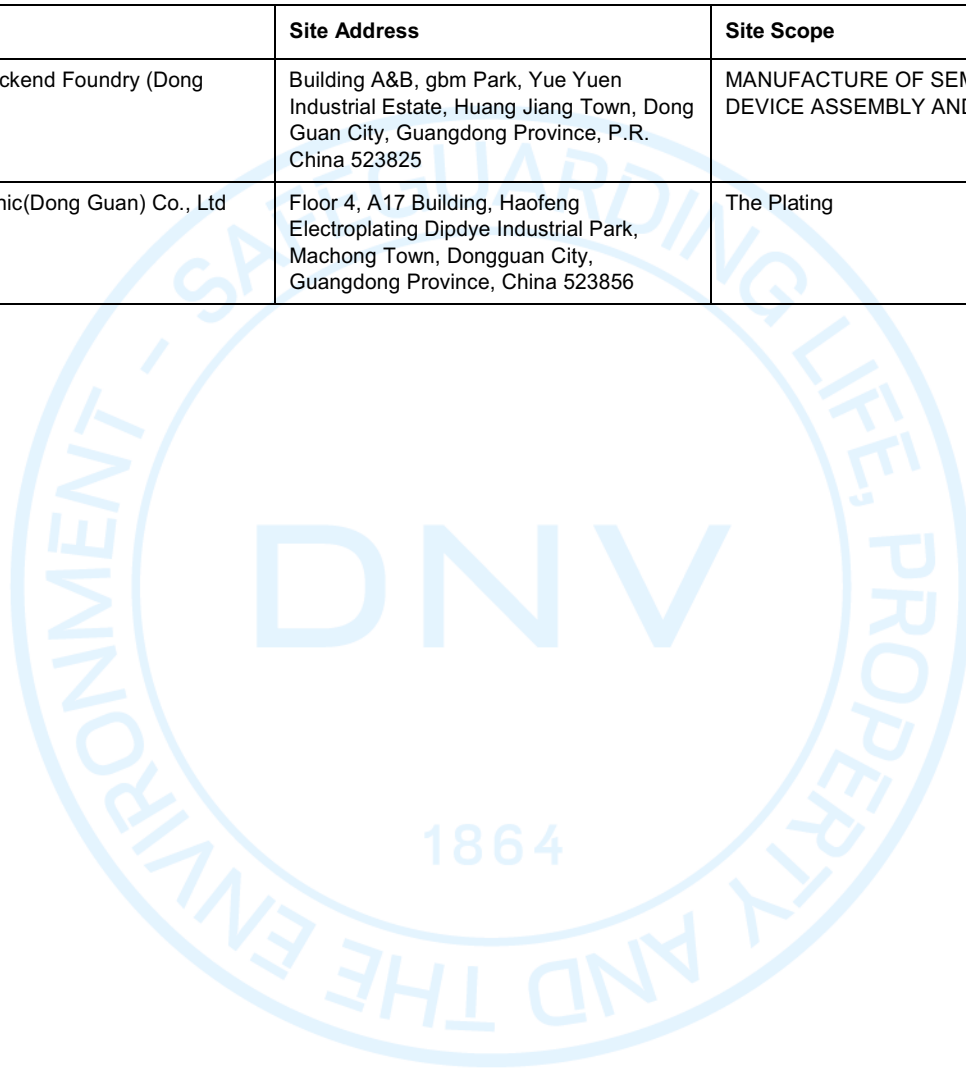 Site Address Site Scope
ckend Foundry (Dong Building A&B, gbm Park, Yue Yuen MANUFACTURE OF SEM
Industrial Estate, Huang Jiang Town, Dong DEVICE ASSEMBLY AND
Guan City, Guangdong Province, P.R.
China 523825
nic(Dong Guan) Co., Ltd Floor 4, A17 Building, Haofeng The Plating
Electroplating Dipdye Industrial Park,
Machong Town, Dongguan City,
Guangdong Province, China 523856
SAFEGUARDING LIFE, PROPERTY AND THE ENVIRONMENT -
DNV
1864